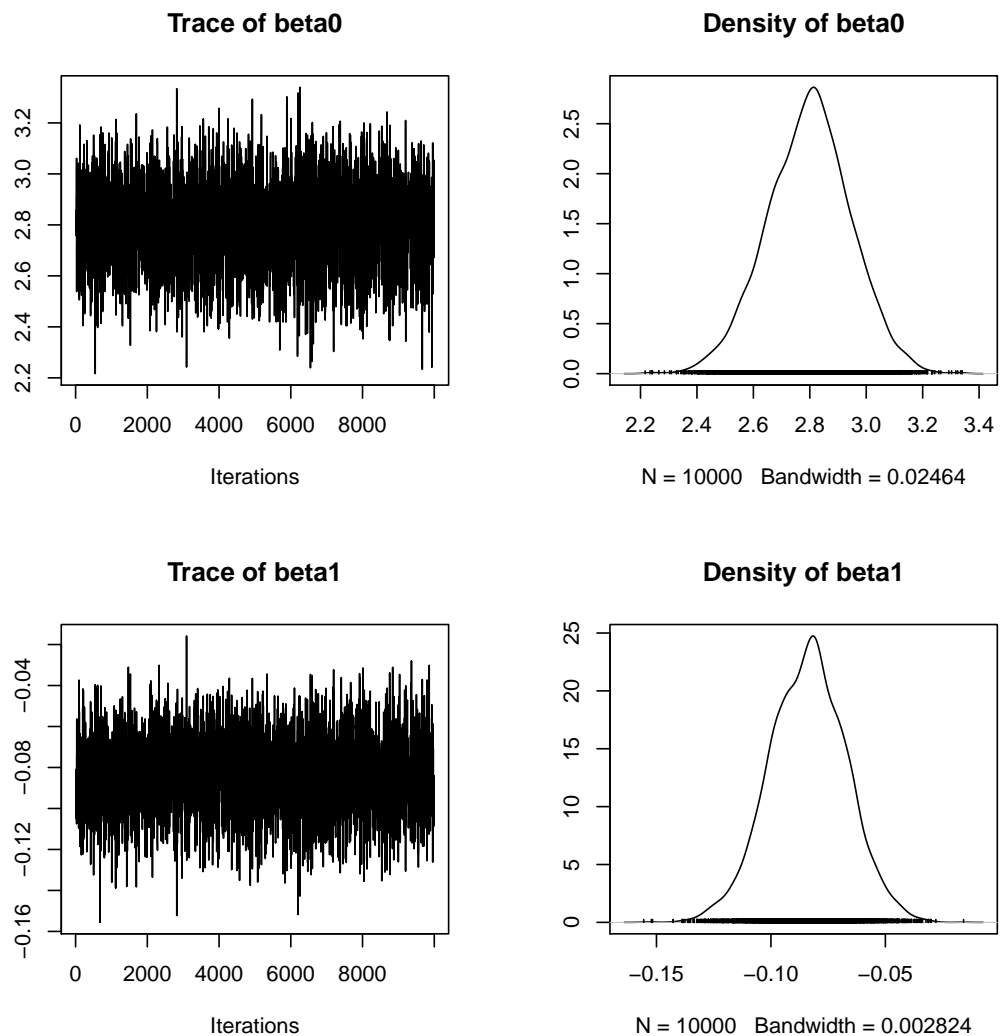 Trace of beta0
2.2 2.4 2.6 2.8 3.0 3.2
0 2000 4000 6000 8000
Iterations
Density of beta0
0.0 0.5 1.0 1.5 2.0 2.5
2.2 2.4 2.6 2.8 3.0 3.2 3.4
N = 10000 Bandwidth = 0.02464
Trace of beta1
−0.16 −0.12 −0.08 −0.04
0 2000 4000 6000 8000
Iterations
Density of beta1
0 5 10 15 20 25
−0.15 −0.10 −0.05
N = 10000 Bandwidth = 0.002824